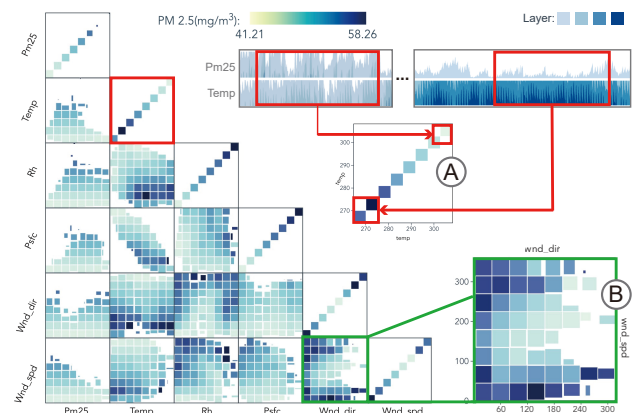 PM 2.5(mg/m³):
41.21 58.26
Layer:
Pm25
Temp
Rh
Psfc
Wnd_dir
Wnd_spd
Pm25 Temp Rh Psfc Wnd_dir Wnd_spd
Pm25
Temp
...
A
temp
300
290
280
270
270 280 290 300
temp
wnd_dir
B
wnd_spd
300
200
100
0
60 120 180 240 300